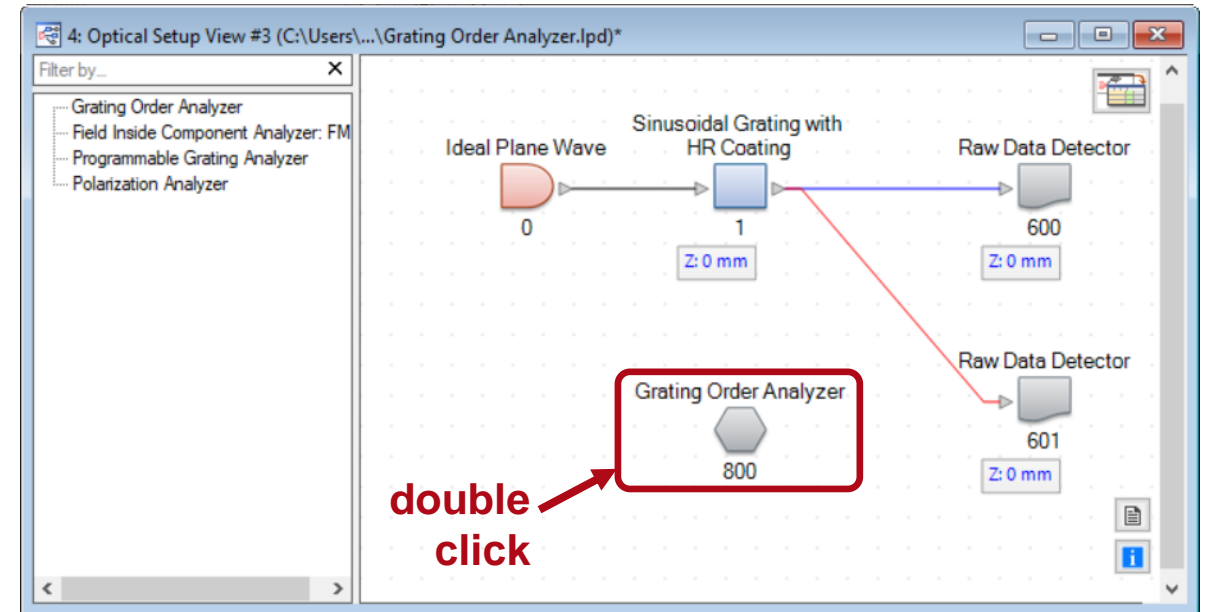 4: Optical Setup View #3 (C:\Users\...\Grating Order Analyzer.lpd)*
Filter by...
Grating Order Analyzer
Field Inside Component Analyzer: FM
Programmable Grating Analyzer
Polarization Analyzer
Sinusoidal Grating with
Ideal Plane Wave HR Coating Raw Data Detector
0 1 600
Z: 0 mm Z: 0 mm
Raw Data Detector
Grating Order Analyzer
601
800 Z: 0 mm
double
click